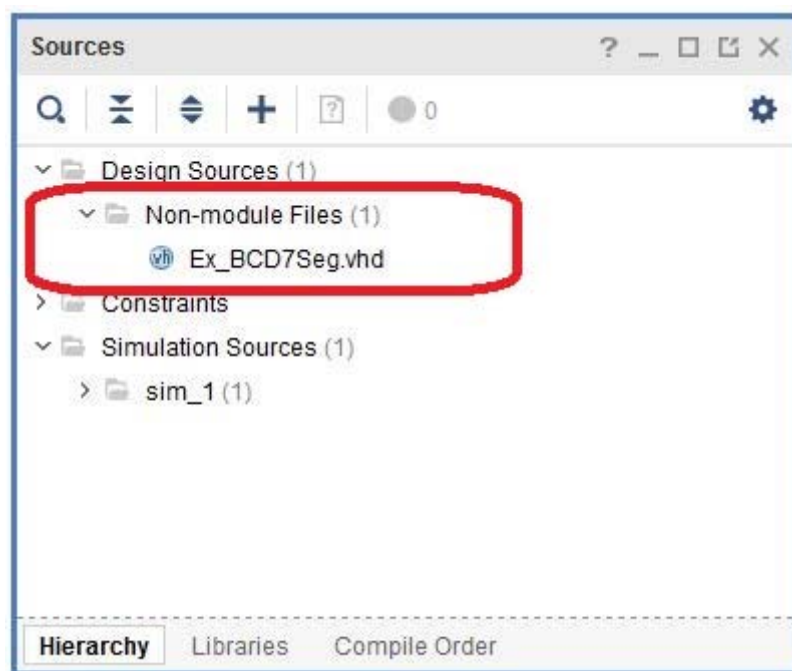 Sources ?
0
Design Sources (1)
Non-module Files (1)
vh Ex_BCD7Seg.vhd
Constraints
Simulation Sources (1)
sim_1 (1)
Hierarchy Libraries Compile Order